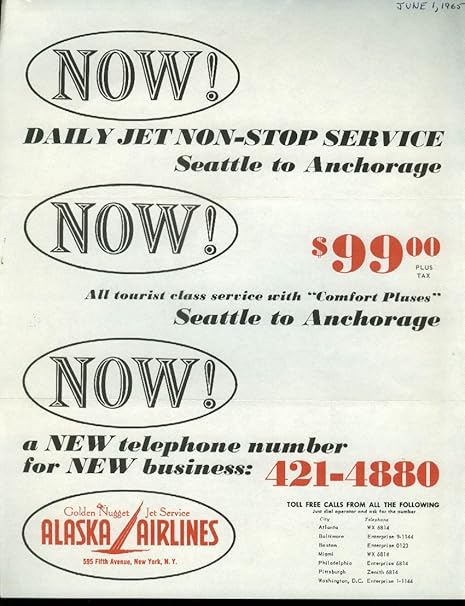 JUNE 1, 1965
NOW!
DAILY JET NON-STOP SERVICE
Seattle to Anchorage
NOW!
$99.00
PLUS
TAX
All tourist class service with "Comfort Pluses"
Seattle to Anchorage
NOW!
a NEW telephone number
for NEW business: 421-4880
Golden Nugget Jet Service
ALASKA AIRLINES
595 Fifth Avenue, New York, N. Y.
TOLL FREE CALLS FROM ALL THE FOLLOWING
Just dial operator and ask for the number
City Telephone
Atlanta WX 6814
Baltimore Enterprise 9-1144
Boston Enterprise 0123
Miami WX 6814
Philadelphia Enterprise 6814
Pittsburgh Zenith 6814
Washington, D.C. Enterprise 1-1144